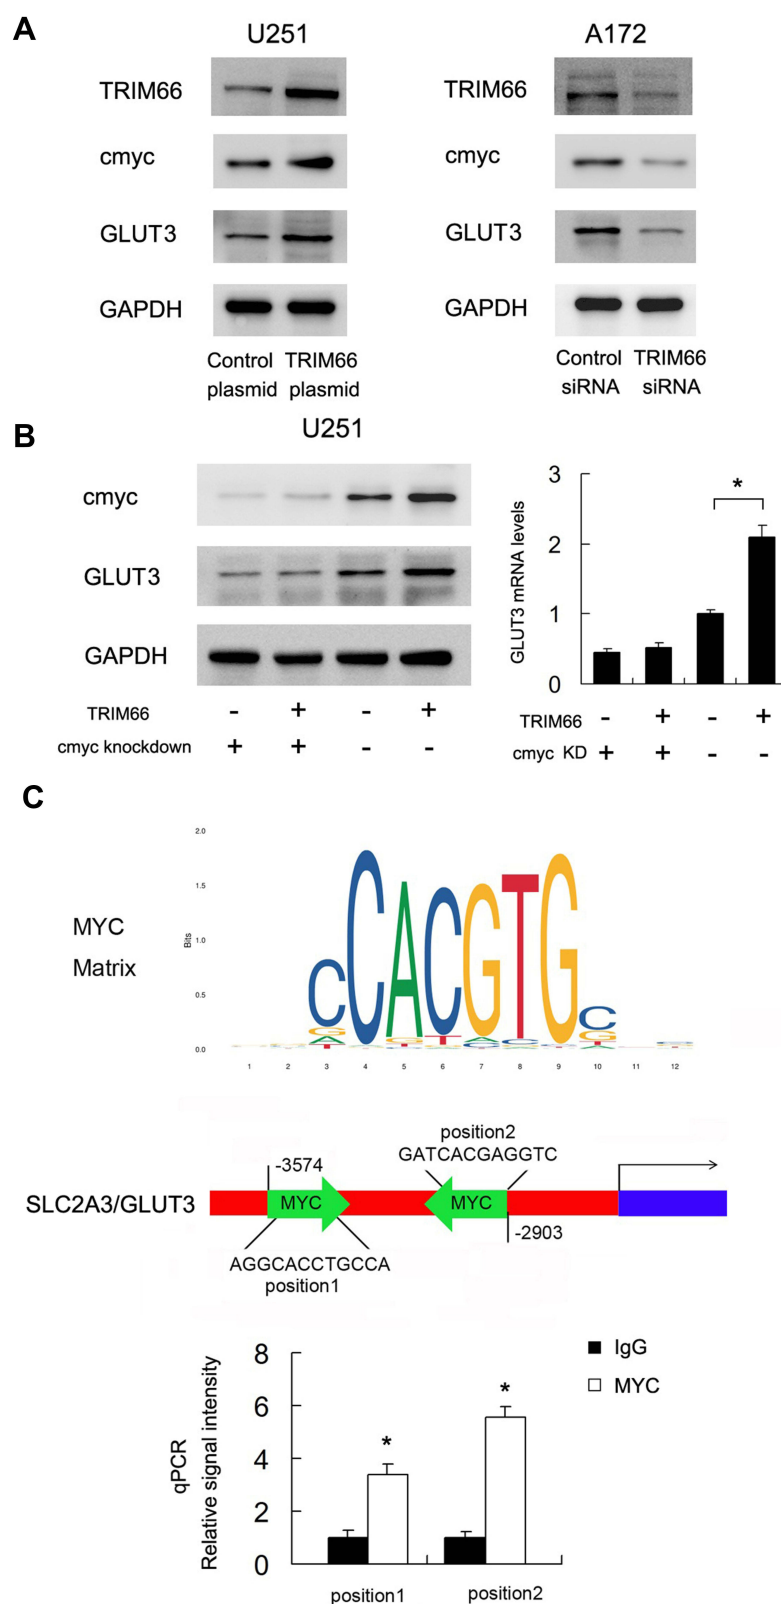 A
U251
A172
TRIM66
cmyc
GLUT3
GAPDH
Control TRIM66
plasmid plasmid
TRIM66
cmyc
GLUT3
GAPDH
Control TRIM66
siRNA siRNA
B
U251
cmyc
GLUT3
GAPDH
TRIM66 - + - +
cmyc knockdown + + - -
GLUT3 mRNA levels
3
2
1
0
*
TRIM66 - + - +
cmyc KD + + - -
C
MYC
Matrix
Bits
2.0
1.5
1.0
0.5
0.0
C C A C G T G C
G A T G T T A C C G T A
1 2 3 4 5 6 7 8 9 10 11 12
position2
GATCACGAGGTC
-3574
SLC2A3/GLUT3
MYC
MYC
-2903
AGGCACCTGCCA
position1
qPCR
Relative signal intensity
8
6
4
2
0
*
*
IgG
MYC
position1 position2